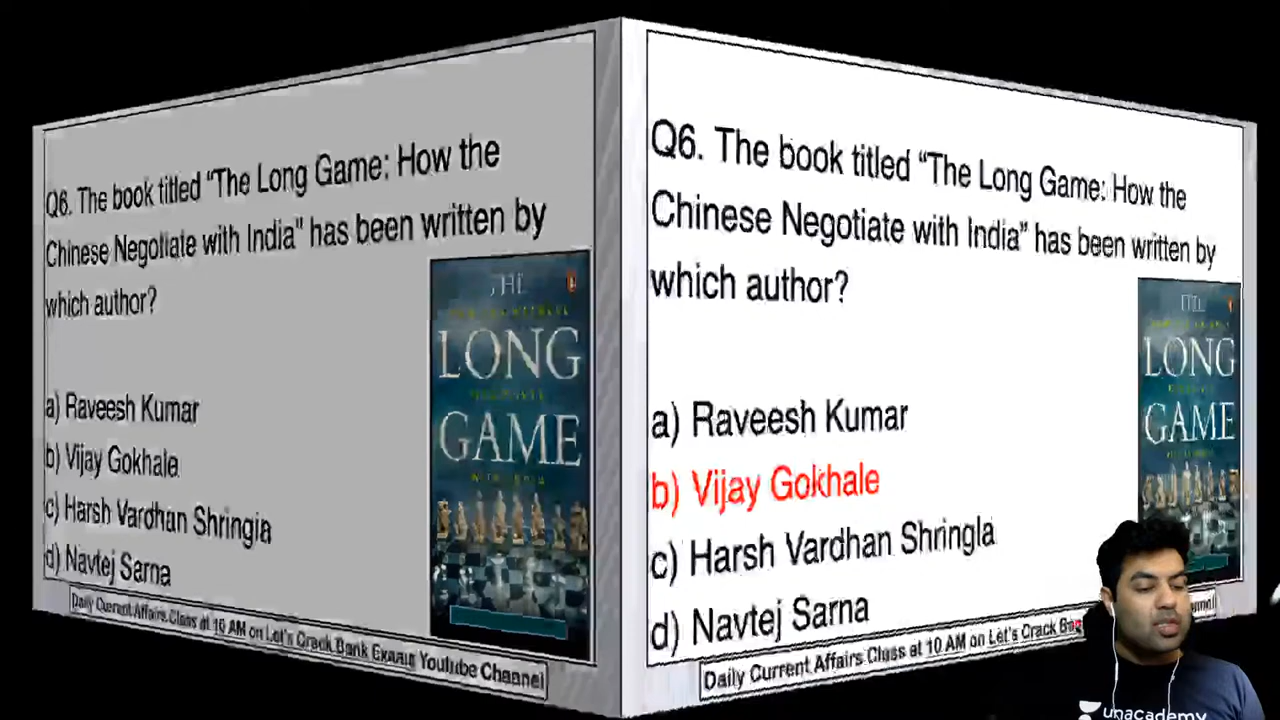 Q6. The book titled “The Long Game: How the
Chinese Negotiate with India” has been written by
which author?
THE
LONG
GAME
a) Raveesh Kumar
b) Vijay Gokhale
c) Harsh Vardhan Shringla
d) Navtej Sarna
Daily Current Affairs Class at 10 AM on Let's Crack Bank Exams Youtube Channel
Q6. The book titled “The Long Game: How the
Chinese Negotiate with India” has been written by
which author?
THE
LONG
GAME
a) Raveesh Kumar
b) Vijay Gokhale
c) Harsh Vardhan Shringla
d) Navtej Sarna
Daily Current Affairs Class at 10 AM on Let's Crack
unacademy